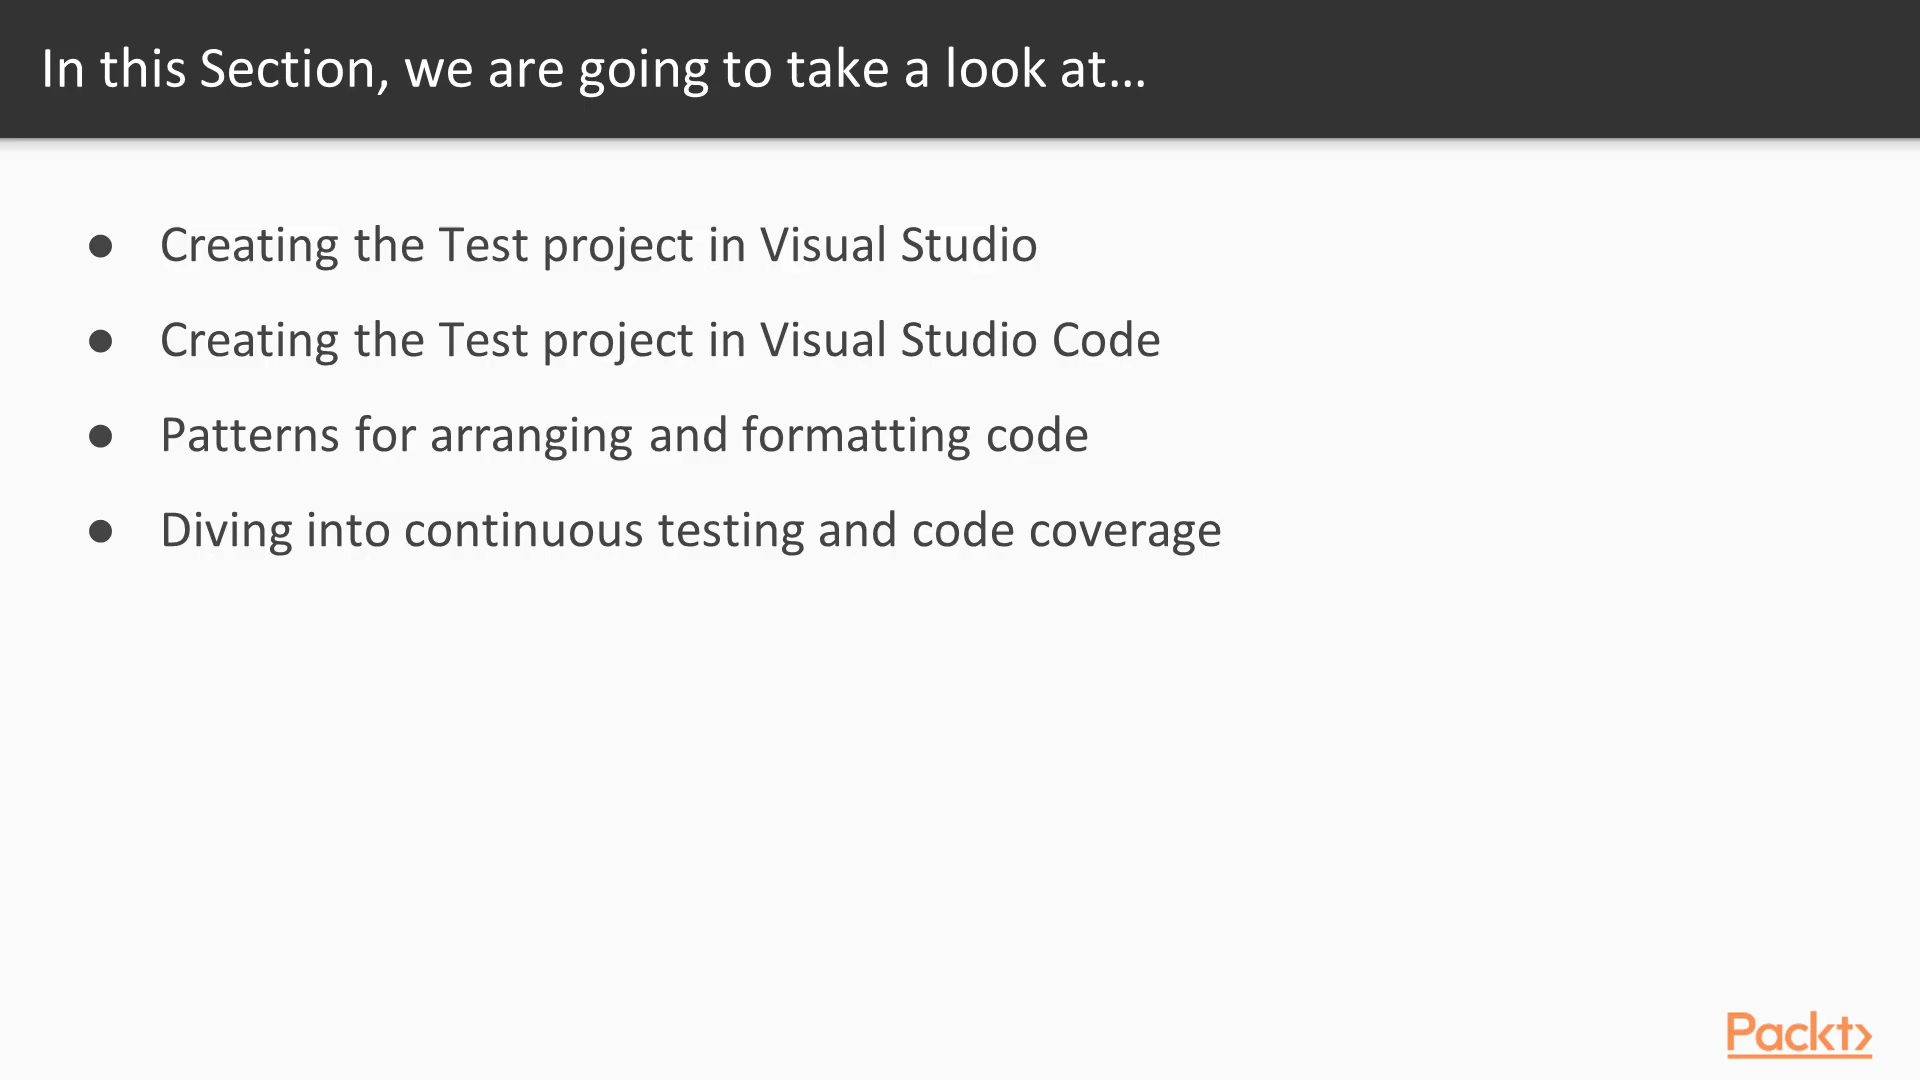 In this Section, we are going to take a look at...
● Creating the Test project in Visual Studio
● Creating the Test project in Visual Studio Code
● Patterns for arranging and formatting code
● Diving into continuous testing and code coverage
Packt>